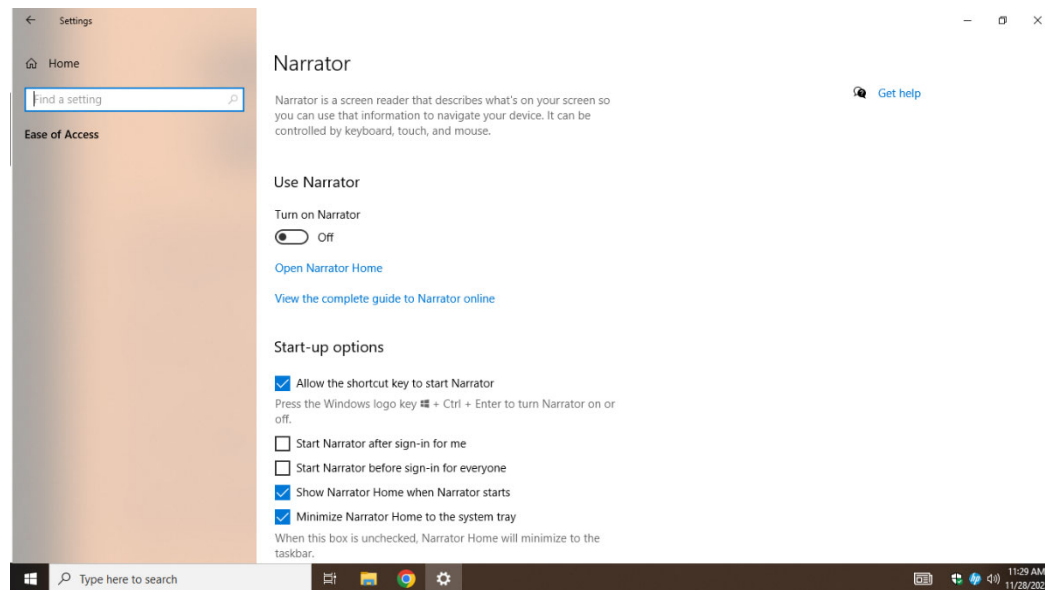 Settings
Home
Find a setting
Ease of Access
Narrator
Narrator is a screen reader that describes what's on your screen so
you can use that information to navigate your device. It can be
controlled by keyboard, touch, and mouse.
Get help
Use Narrator
Turn on Narrator
Off
Open Narrator Home
View the complete guide to Narrator online
Start-up options
Allow the shortcut key to start Narrator
Press the Windows logo key + Ctrl + Enter to turn Narrator on or
off.
Start Narrator after sign-in for me
Start Narrator before sign-in for everyone
Show Narrator Home when Narrator starts
Minimize Narrator Home to the system tray
When this box is unchecked, Narrator Home will minimize to the
taskbar.
Type here to search
11:29 AM
11/28/202